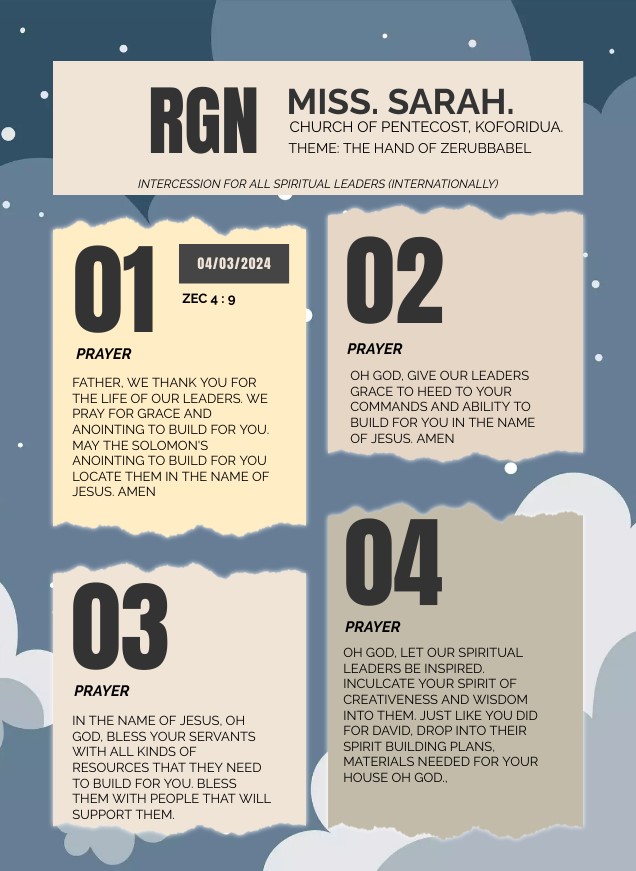 RGN
MISS. SARAH.
CHURCH OF PENTECOST, KOFORIDUA.
THEME: THE HAND OF ZERUBBABEL
INTERCESSION FOR ALL SPIRITUAL LEADERS (INTERNATIONALLY)
01
04/03/2024
ZEC 4 : 9
PRAYER
FATHER, WE THANK YOU FOR
THE LIFE OF OUR LEADERS. WE
PRAY FOR GRACE AND
ANOINTING TO BUILD FOR YOU.
MAY THE SOLOMON'S
ANOINTING TO BUILD FOR YOU
LOCATE THEM IN THE NAME OF
JESUS. AMEN
02
PRAYER
OH GOD, GIVE OUR LEADERS
GRACE TO HEED TO YOUR
COMMANDS AND ABILITY TO
BUILD FOR YOU IN THE NAME
OF JESUS. AMEN
03
PRAYER
IN THE NAME OF JESUS, OH
GOD, BLESS YOUR SERVANTS
WITH ALL KINDS OF
RESOURCES THAT THEY NEED
TO BUILD FOR YOU. BLESS
THEM WITH PEOPLE THAT WILL
SUPPORT THEM.
04
PRAYER
OH GOD, LET OUR SPIRITUAL
LEADERS BE INSPIRED.
INCULCATE YOUR SPIRIT OF
CREATIVENESS AND WISDOM
INTO THEM. JUST LIKE YOU DID
FOR DAVID, DROP INTO THEIR
SPIRIT BUILDING PLANS,
MATERIALS NEEDED FOR YOUR
HOUSE OH GOD.,